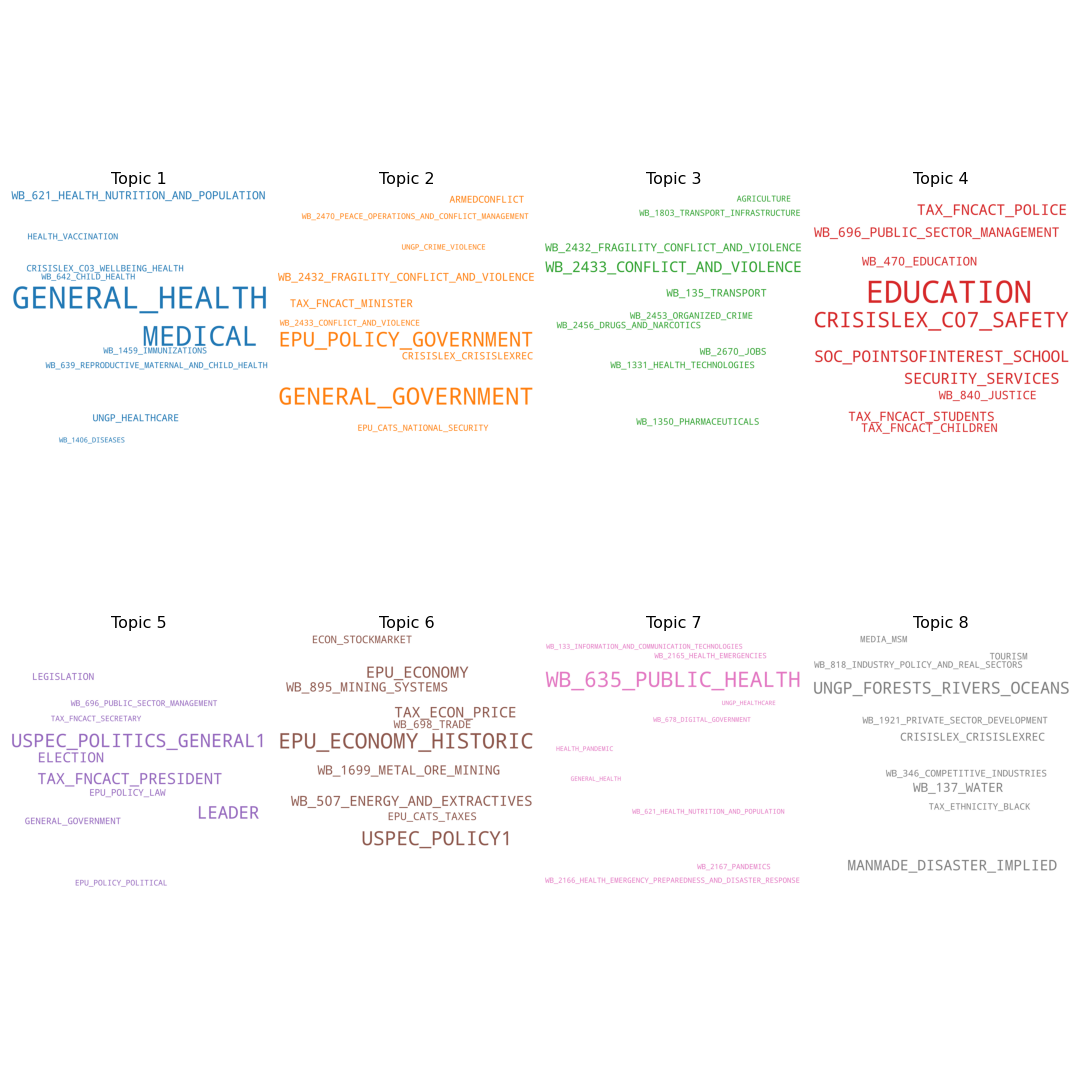 Topic 1
WB_621_HEALTH_NUTRITION_AND_POPULATION
HEALTH_VACCINATION
CRISISLEX_C03_WELLBEING_HEALTH
WB_642_CHILD_HEALTH
GENERAL_HEALTH
MEDICAL
WB_1459_IMMUNIZATIONS
WB_639_REPRODUCTIVE_MATERNAL_AND_CHILD_HEALTH
UNGP_HEALTHCARE
WB_1406_DISEASES
Topic 2
ARMEDCONFLICT
WB_2470_PEACE_OPERATIONS_AND_CONFLICT_MANAGEMENT
UNGP_CRIME_VIOLENCE
WB_2432_FRAGILITY_CONFLICT_AND_VIOLENCE
TAX_FNCACT_MINISTER
WB_2433_CONFLICT_AND_VIOLENCE
EPU_POLICY_GOVERNMENT
CRISISLEX_CRISISLEXREC
GENERAL_GOVERNMENT
EPU_CATS_NATIONAL_SECURITY
Topic 3
AGRICULTURE
WB_1803_TRANSPORT_INFRASTRUCTURE
WB_2432_FRAGILITY_CONFLICT_AND_VIOLENCE
WB_2433_CONFLICT_AND_VIOLENCE
WB_135_TRANSPORT
WB_2453_ORGANIZED_CRIME
WB_2456_DRUGS_AND_NARCOTICS
WB_2670_JOBS
WB_1331_HEALTH_TECHNOLOGIES
WB_1350_PHARMACEUTICALS
Topic 4
TAX_FNCACT_POLICE
WB_696_PUBLIC_SECTOR_MANAGEMENT
WB_470_EDUCATION
EDUCATION
CRISISLEX_C07_SAFETY
SOC_POINTSOFINTEREST_SCHOOL
SECURITY_SERVICES
WB_840_JUSTICE
TAX_FNCACT_STUDENTS
TAX_FNCACT_CHILDREN
Topic 5
LEGISLATION
WB_696_PUBLIC_SECTOR_MANAGEMENT
TAX_FNCACT_SECRETARY
USPEC_POLITICS_GENERAL1
ELECTION
TAX_FNCACT_PRESIDENT
EPU_POLICY_LAW
LEADER
GENERAL_GOVERNMENT
EPU_POLICY_POLITICAL
Topic 6
ECON_STOCKMARKET
EPU_ECONOMY
WB_895_MINING_SYSTEMS
TAX_ECON_PRICE
WB_698_TRADE
EPU_ECONOMY_HISTORIC
WB_1699_METAL_ORE_MINING
WB_507_ENERGY_AND_EXTRACTIVES
EPU_CATS_TAXES
USPEC_POLICY1
Topic 7
WB_133_INFORMATION_AND_COMMUNICATION_TECHNOLOGIES
WB_2165_HEALTH_EMERGENCIES
WB_635_PUBLIC_HEALTH
UNGP_HEALTHCARE
WB_678_DIGITAL_GOVERNMENT
HEALTH_PANDEMIC
GENERAL_HEALTH
WB_621_HEALTH_NUTRITION_AND_POPULATION
WB_2167_PANDEMICS
WB_2166_HEALTH_EMERGENCY_PREPAREDNESS_AND_DISASTER_RESPONSE
Topic 8
MEDIA_MSM
TOURISM
WB_818_INDUSTRY_POLICY_AND_REAL_SECTORS
UNGP_FORESTS_RIVERS_OCEANS
WB_1921_PRIVATE_SECTOR_DEVELOPMENT
CRISISLEX_CRISISLEXREC
WB_346_COMPETITIVE_INDUSTRIES
WB_137_WATER
TAX_ETHNICITY_BLACK
MANMADE_DISASTER_IMPLIED